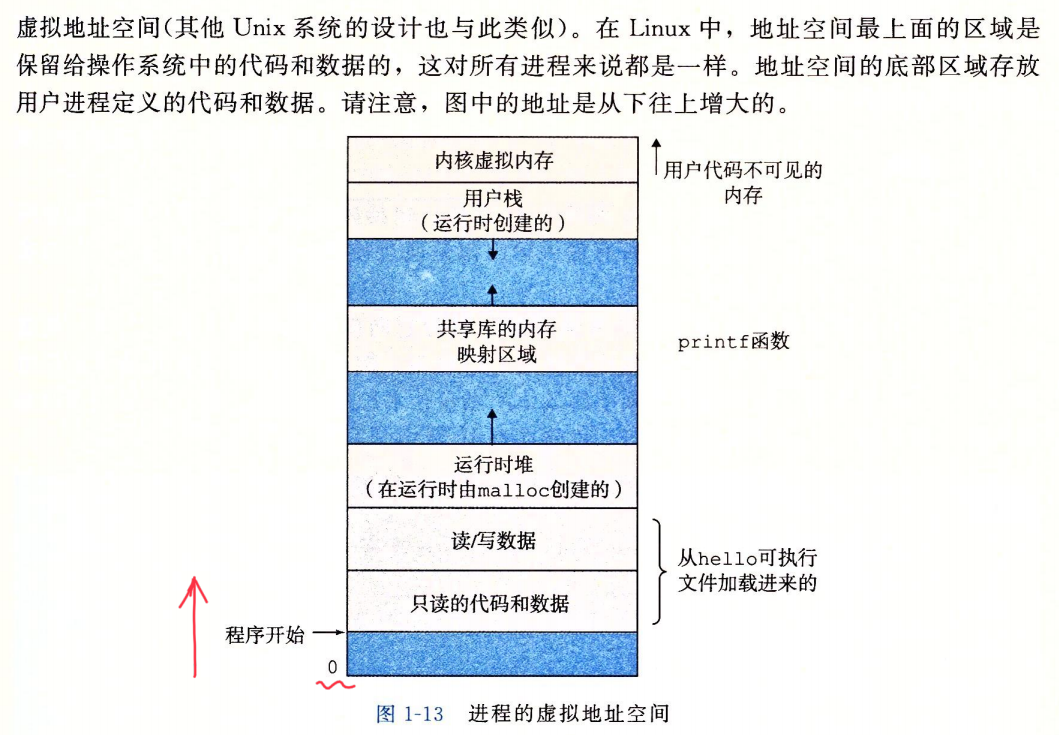 虚拟地址空间(其他 Unix 系统的设计也与此类似)。在 Linux 中，地址空间最上面的区域是
保留给操作系统中的代码和数据的，这对所有进程来说都是一样。地址空间的底部区域存放
用户进程定义的代码和数据。请注意，图中的地址是从下往上增大的。
内核虚拟内存
用户代码不可见的
内存
用户栈
（运行时创建的）
共享库的内存
映射区域
printf函数
运行时堆
（在运行时由malloc创建的）
读/写数据
从hello可执行
文件加载进来的
只读的代码和数据
程序开始
0
图 1-13 进程的虚拟地址空间